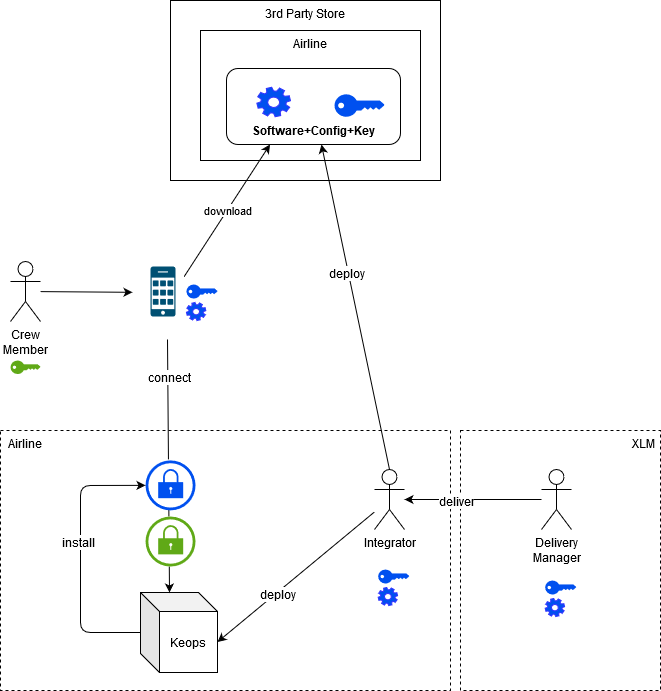 3rd Party Store
Airline
Software+Config+Key
download
deploy
Crew
Member
connect
Airline
XLM
deliver
install
Integrator
Delivery
Manager
deploy
Keops